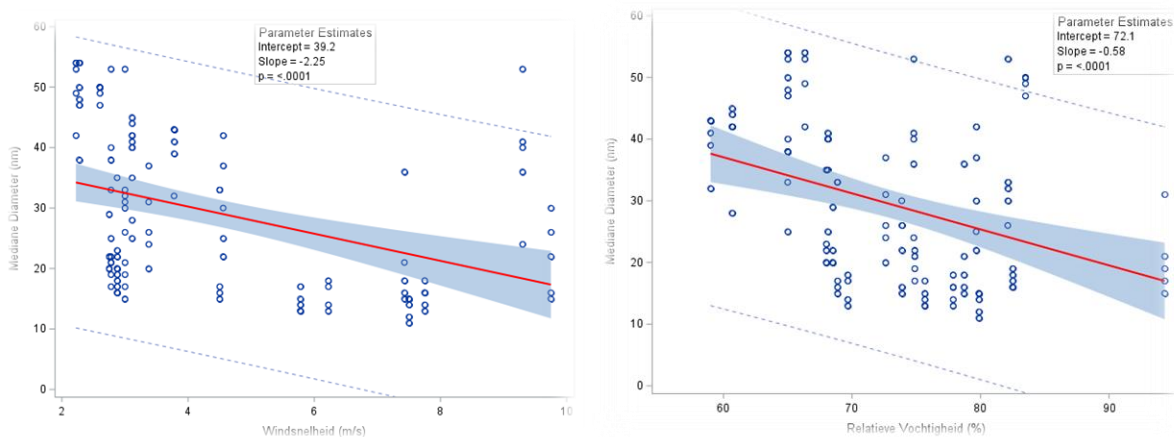 60
50
40
30
20
10
0
Mediane Diameter (nm)
Parameter Estimates
Intercept = 39.2
Slope = -2.25
p = <.0001
2
4
6
8
10
Windsnelheid (m/s)
60
50
40
30
20
10
0
Mediane Diameter (nm)
Parameter Estimates
Intercept = 72.1
Slope = -0.58
p = <.0001
60
70
80
90
Relatieve Vochtigheid (%)